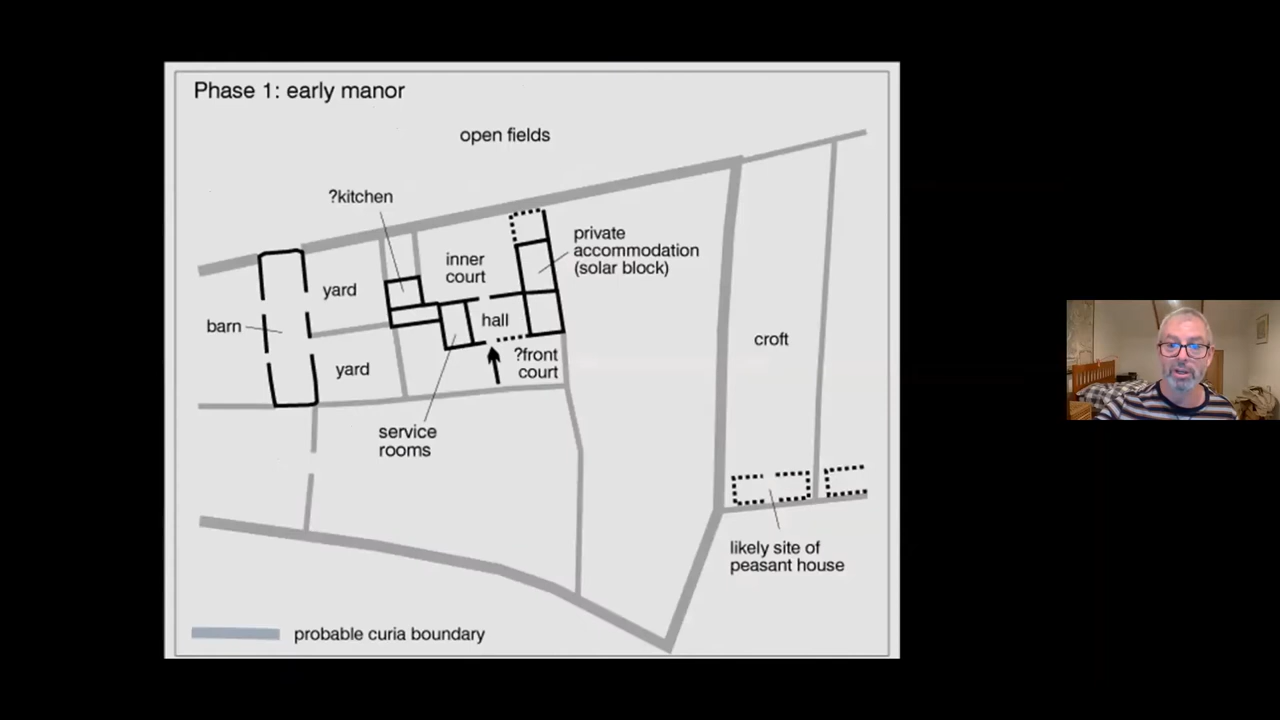 Phase 1: early manor
open fields
?kitchen
private
accommodation
(solar block)
inner
court
yard
barn
hall
yard
?front
court
croft
service
rooms
likely site of
peasant house
probable curia boundary